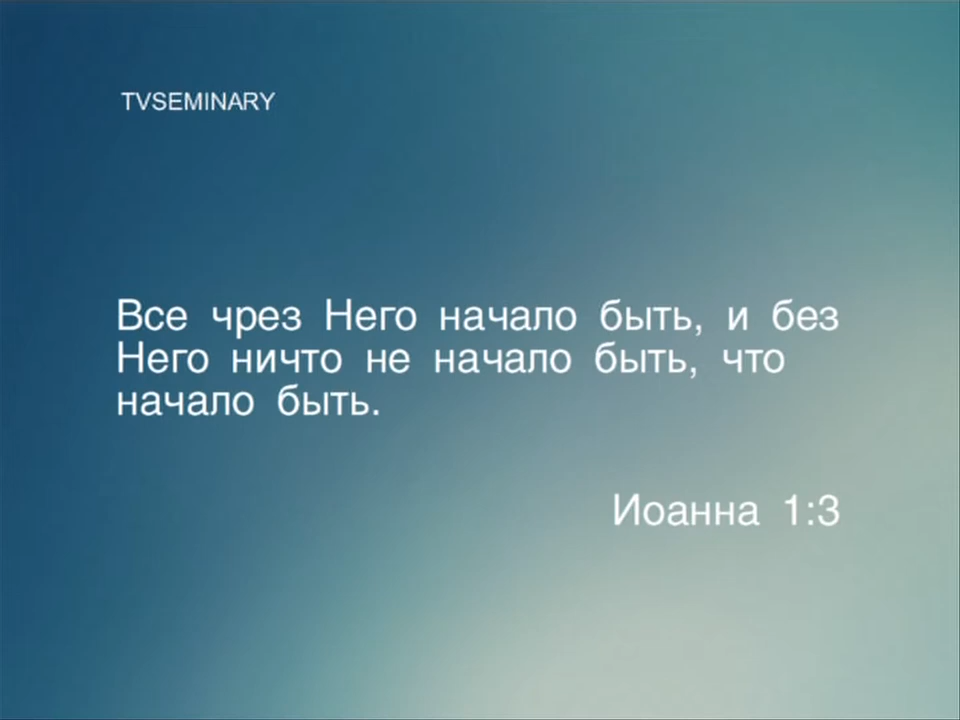 TVSEMINARY
Все чрез Него начало быть, и без
Него ничто не начало быть, что
начало быть.
Иоанна 1:3